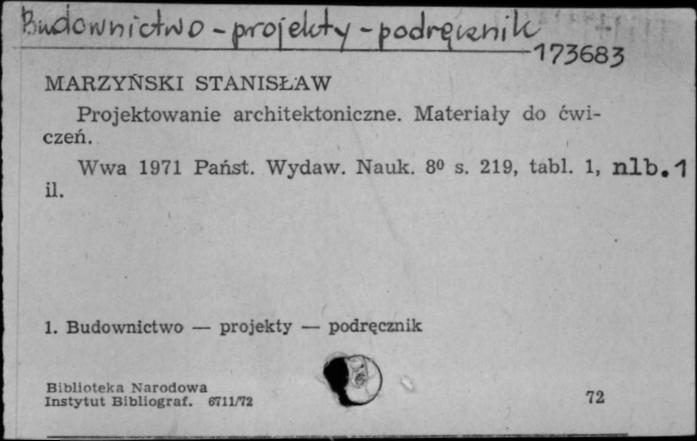 Budownictwo - projekty - podręcznik
173683
MARZYŃSKI STANISŁAW
Projektowanie architektoniczne. Materiały do ćwi-
czeń.
Wwa 1971 Państ. Wydaw. Nauk. 8⁰ s. 219, tabl. 1, nlb. 1
il.
1. Budownictwo — projekty — podręcznik
Biblioteka Narodowa
Instytut Bibliograf. 6711/72
72